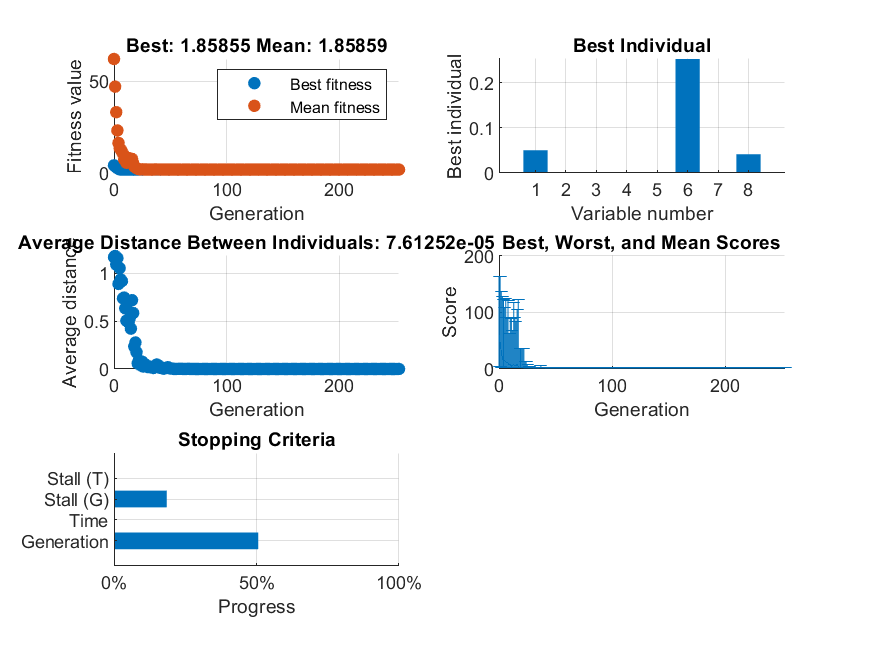 Best: 1.85855 Mean: 1.85859
Fitness value
50
0
Best fitness
Mean fitness
0 100 200
Generation
Best Individual
Best individual
0.2
0.1
0
1 2 3 4 5 6 7 8
Variable number
Average Distance Between Individuals: 7.61252e-05
Average distance
1
0.5
0
0 100 200
Generation
Best, Worst, and Mean Scores
Score
200
100
0
0 100 200
Generation
Stopping Criteria
Stall (T)
Stall (G)
Time
Generation
0% 50% 100%
Progress